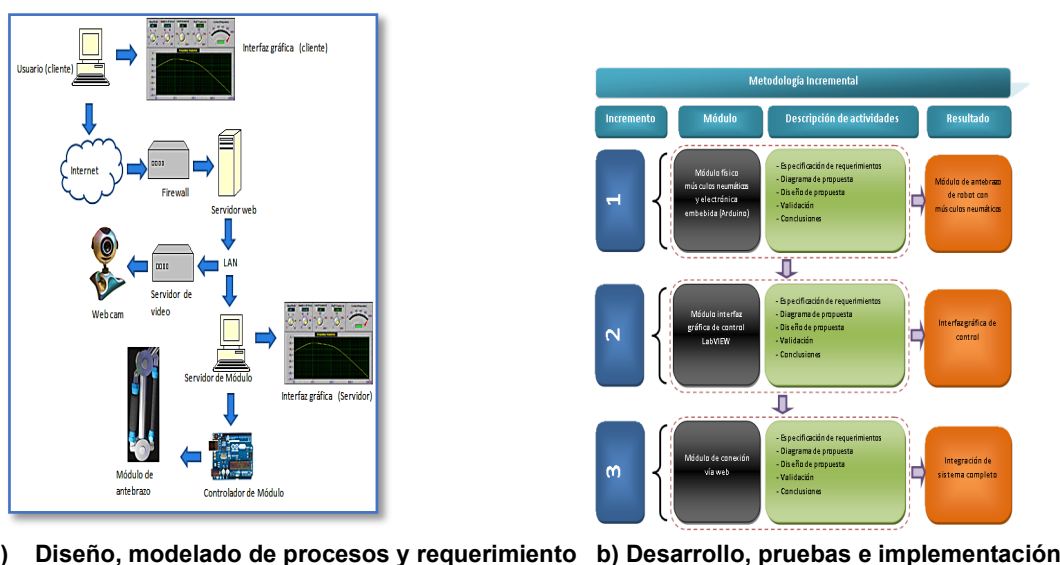 Usuario (cliente)
Interfaz gráfica (cliente)
Internet
Firewall
Servidor web
LAN
Web cam
Servidor de
video
Servidor de Módulo
Interfaz gráfica (Servidor)
Módulo de
antebrazo
Controlador de Módulo
) Diseño, modelado de procesos y requerimiento
Metodología Incremental
Incremento
Módulo
Descripción de actividades
Resultado
1
Módulo físico
músculos neumáticos
y electrónica
embebida (Arduino)
- Especificación de requerimientos
- Diagrama de propuesta
- Diseño de propuesta
- Validación
- Conclusiones
Módulo de antebrazo
de robot con
músculos neumáticos
2
Módulo interfaz
gráfica de control
LabVIEW
- Especificación de requerimientos
- Diagrama de propuesta
- Diseño de propuesta
- Validación
- Conclusiones
Interfaz gráfica de
control
3
Módulo de conexión
vía web
- Especificación de requerimientos
- Diagrama de propuesta
- Diseño de propuesta
- Validación
- Conclusiones
Integración de
sistema completo
b) Desarrollo, pruebas e implementación